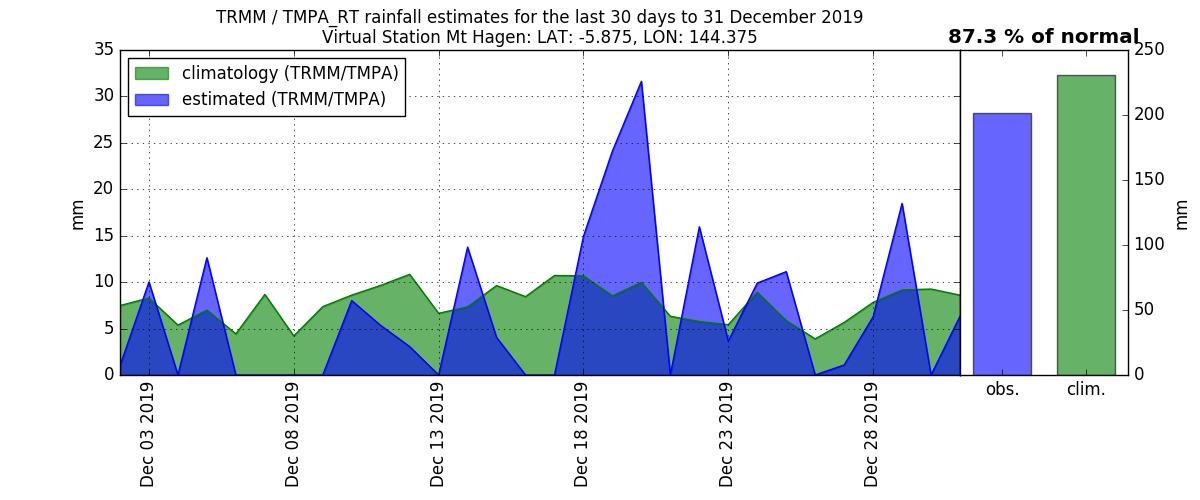 TRMM / TMPA_RT rainfall estimates for the last 30 days to 31 December 2019
Virtual Station Mt Hagen: LAT: -5.875, LON: 144.375
87.3 % of normal
climatology (TRMM/TMPA)
estimated (TRMM/TMPA)
35
30
25
20
15
10
5
0
mm
Dec 03 2019
Dec 08 2019
Dec 13 2019
Dec 18 2019
Dec 23 2019
Dec 28 2019
250
200
150
100
50
0
mm
obs.
clim.